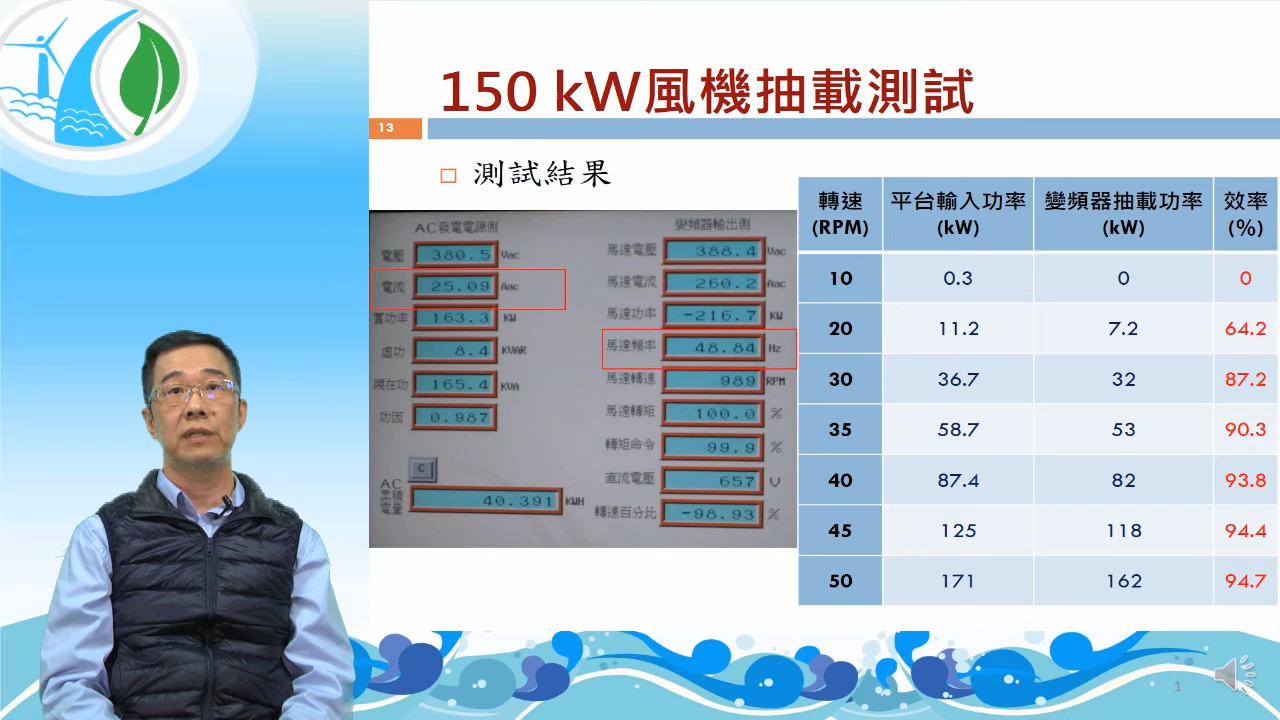 150 kW風機抽載測試
13
測試結果
AC發電電源側
電壓 380.5 Vac
電流 25.09 Aac
實功率 163.3 KW
虛功 8.4 KVAR
視在功 165.4 KVA
功因 0.987
C
AC累積電量 40.391 KWH
變頻器輸出側
馬達電壓 388.4 Vac
馬達電流 260.2 Aac
馬達功率 -216.7 KW
馬達頻率 48.84 Hz
馬達轉速 989 RPM
馬達轉矩 100.0 %
轉矩命令 99.9 %
直流電壓 657 V
轉速百分比 -98.93 %
轉速(RPM) 平台輸入功率(kW) 變頻器抽載功率(kW) 效率(%)
10 0.3 0 0
20 11.2 7.2 64.2
30 36.7 32 87.2
35 58.7 53 90.3
40 87.4 82 93.8
45 125 118 94.4
50 171 162 94.7
1